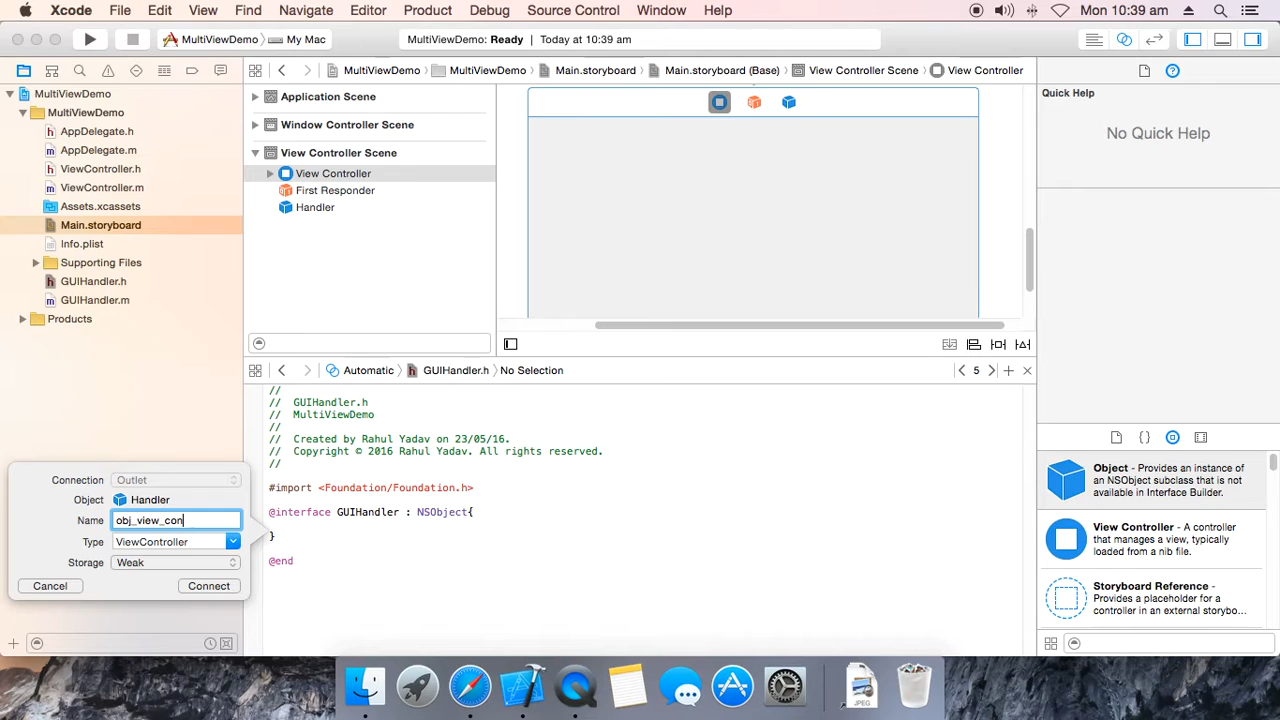 Xcode File Edit View Find Navigate Editor Product Debug Source Control Window Help Mon 10:39 am
MultiViewDemo My Mac MultiViewDemo: Ready | Today at 10:39 am
MultiViewDemo MultiViewDemo Main.storyboard Main.storyboard (Base) View Controller Scene View Controller
MultiViewDemo
MultiViewDemo
AppDelegate.h
AppDelegate.m
ViewController.h
ViewController.m
Assets.xcassets
Main.storyboard
Info.plist
Supporting Files
GUIHandler.h
GUIHandler.m
Products
Application Scene
Window Controller Scene
View Controller Scene
View Controller
First Responder
Handler
Quick Help
No Quick Help
Automatic GUIHandler.h No Selection 5
//
// GUIHandler.h
// MultiViewDemo
//
// Created by Rahul Yadav on 23/05/16.
// Copyright © 2016 Rahul Yadav. All rights reserved.
//
#import <Foundation/Foundation.h>
@interface GUIHandler : NSObject{
}
@end
Connection Outlet
Object Handler
Name obj_view_con
Type ViewController
Storage Weak
Cancel Connect
Object - Provides an instance of
an NSObject subclass that is not
available in Interface Builder.
View Controller - A controller
that manages a view, typically
loaded from a nib file.
Storyboard Reference -
Provides a placeholder for a
controller in an external storybo...
JPEG